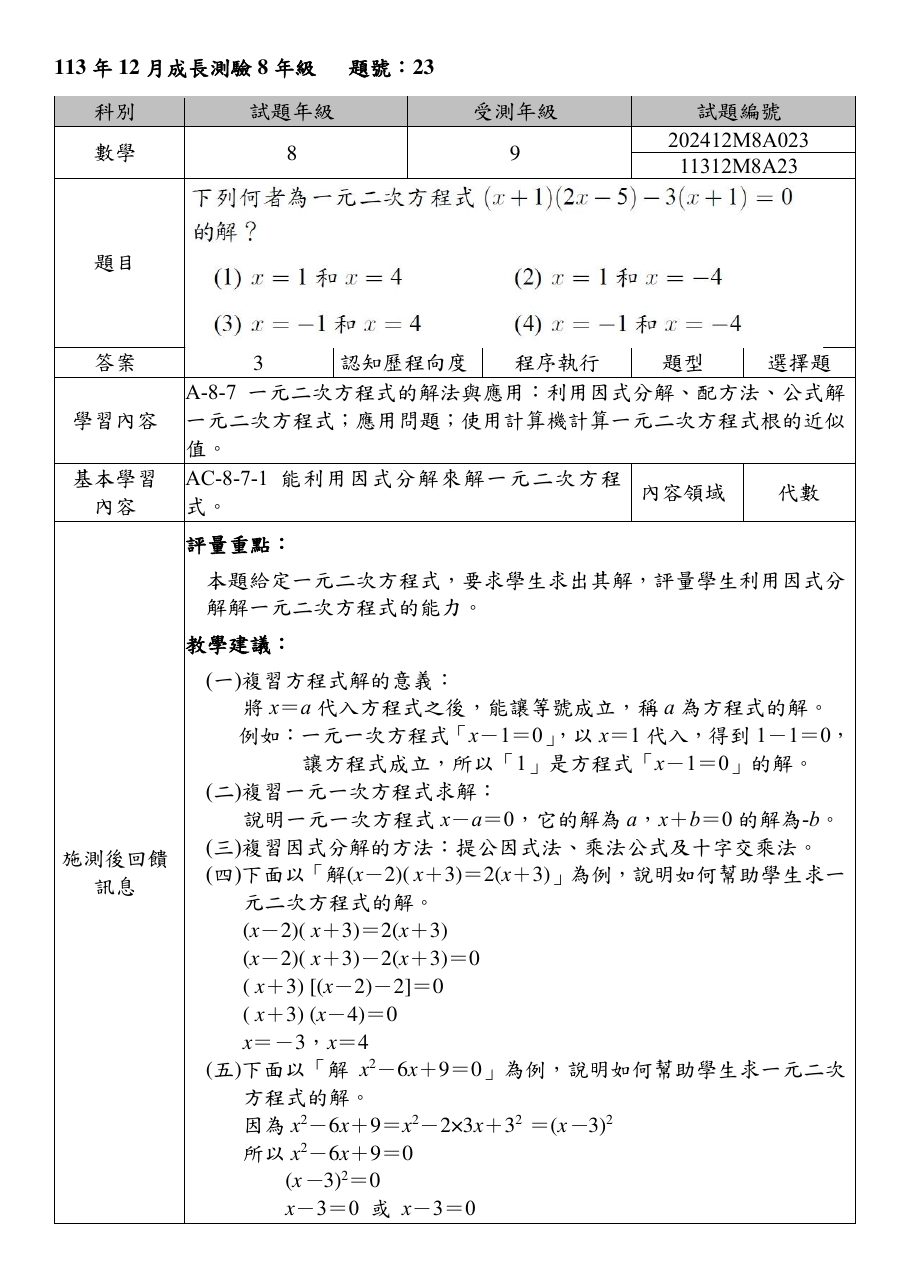 113 年 12 月成長測驗 8 年級 題號：23
科別 試題年級 受測年級 試題編號
數學 8 9 202412M8A023
11312M8A23
題目
下列何者為一元二次方程式 (x+1)(2x−5)−3(x+1)=0
的解？
(1) x=1 和 x=4 (2) x=1 和 x=−4
(3) x=−1 和 x=4 (4) x=−1 和 x=−4
答案 3 認知歷程向度 程序執行 題型 選擇題
學習內容
A-8-7 一元二次方程式的解法與應用：利用因式分解、配方法、公式解
一元二次方程式；應用問題；使用計算機計算一元二次方程式根的近似
值。
基本學習
內容
AC-8-7-1 能利用因式分解來解一元二次方程
式。
內容領域 代數
施測後回饋
訊息
評量重點：
本題給定一元二次方程式，要求學生求出其解，評量學生利用因式分
解解一元二次方程式的能力。
教學建議：
(一)複習方程式解的意義：
將 x＝a 代入方程式之後，能讓等號成立，稱 a 為方程式的解。
例如：一元一次方程式「x－1＝0」，以 x＝1 代入，得到 1－1＝0，
讓方程式成立，所以「1」是方程式「x－1＝0」的解。
(二)複習一元一次方程式求解：
說明一元一次方程式 x－a＝0，它的解為 a，x＋b＝0 的解為-b。
(三)複習因式分解的方法：提公因式法、乘法公式及十字交乘法。
(四)下面以「解(x－2)( x＋3)＝2(x＋3)」為例，說明如何幫助學生求一
元二次方程式的解。
(x－2)( x＋3)＝2(x＋3)
(x－2)( x＋3)－2(x＋3)＝0
( x＋3) [(x－2)－2]＝0
( x＋3) (x－4)＝0
x＝－3，x＝4
(五)下面以「解 x²－6x＋9＝0」為例，說明如何幫助學生求一元二次
方程式的解。
因為 x²－6x＋9＝x²－2×3x＋3² ＝(x－3)²
所以 x²－6x＋9＝0
(x－3)²＝0
x－3＝0 或 x－3＝0